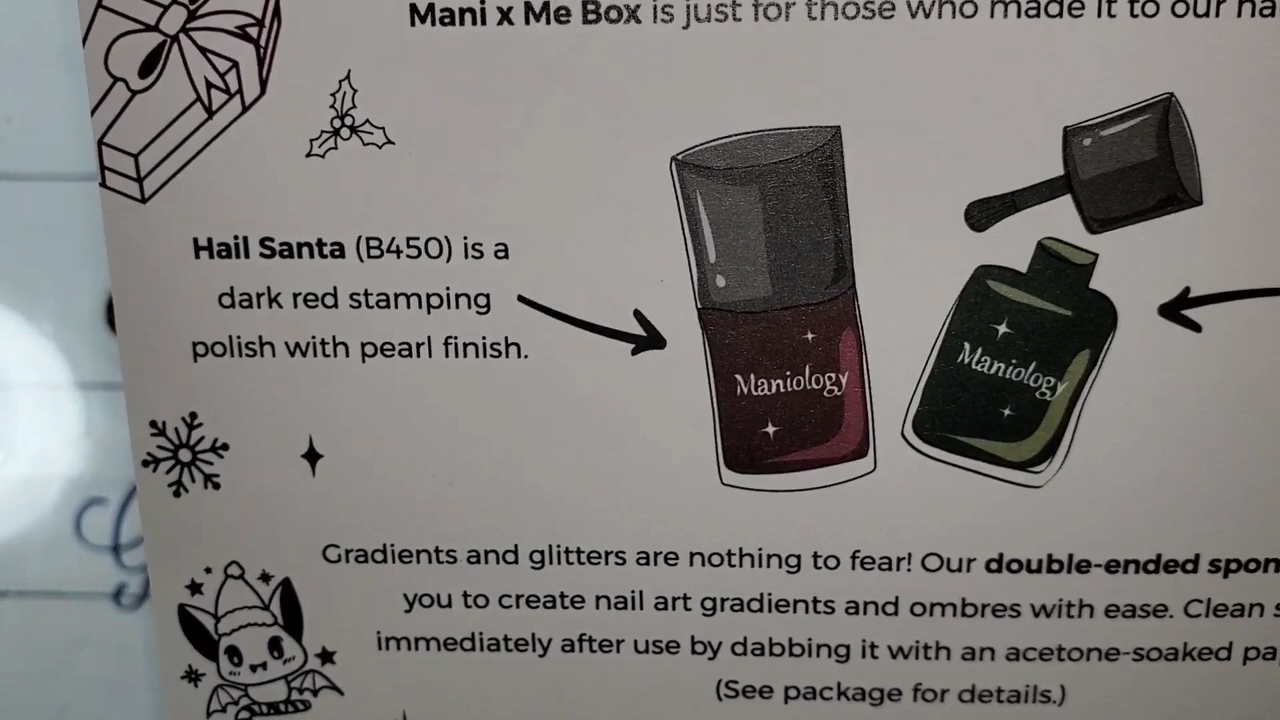 Mani x Me Box is just for those who made it to our
Hail Santa (B450) is a
dark red stamping
polish with pearl finish.
Maniology
Maniology
Gradients and glitters are nothing to fear! Our double-ended
you to create nail art gradients and ombres with ease. Clean
immediately after use by dabbing it with an acetone-soaked
(See package for details.)